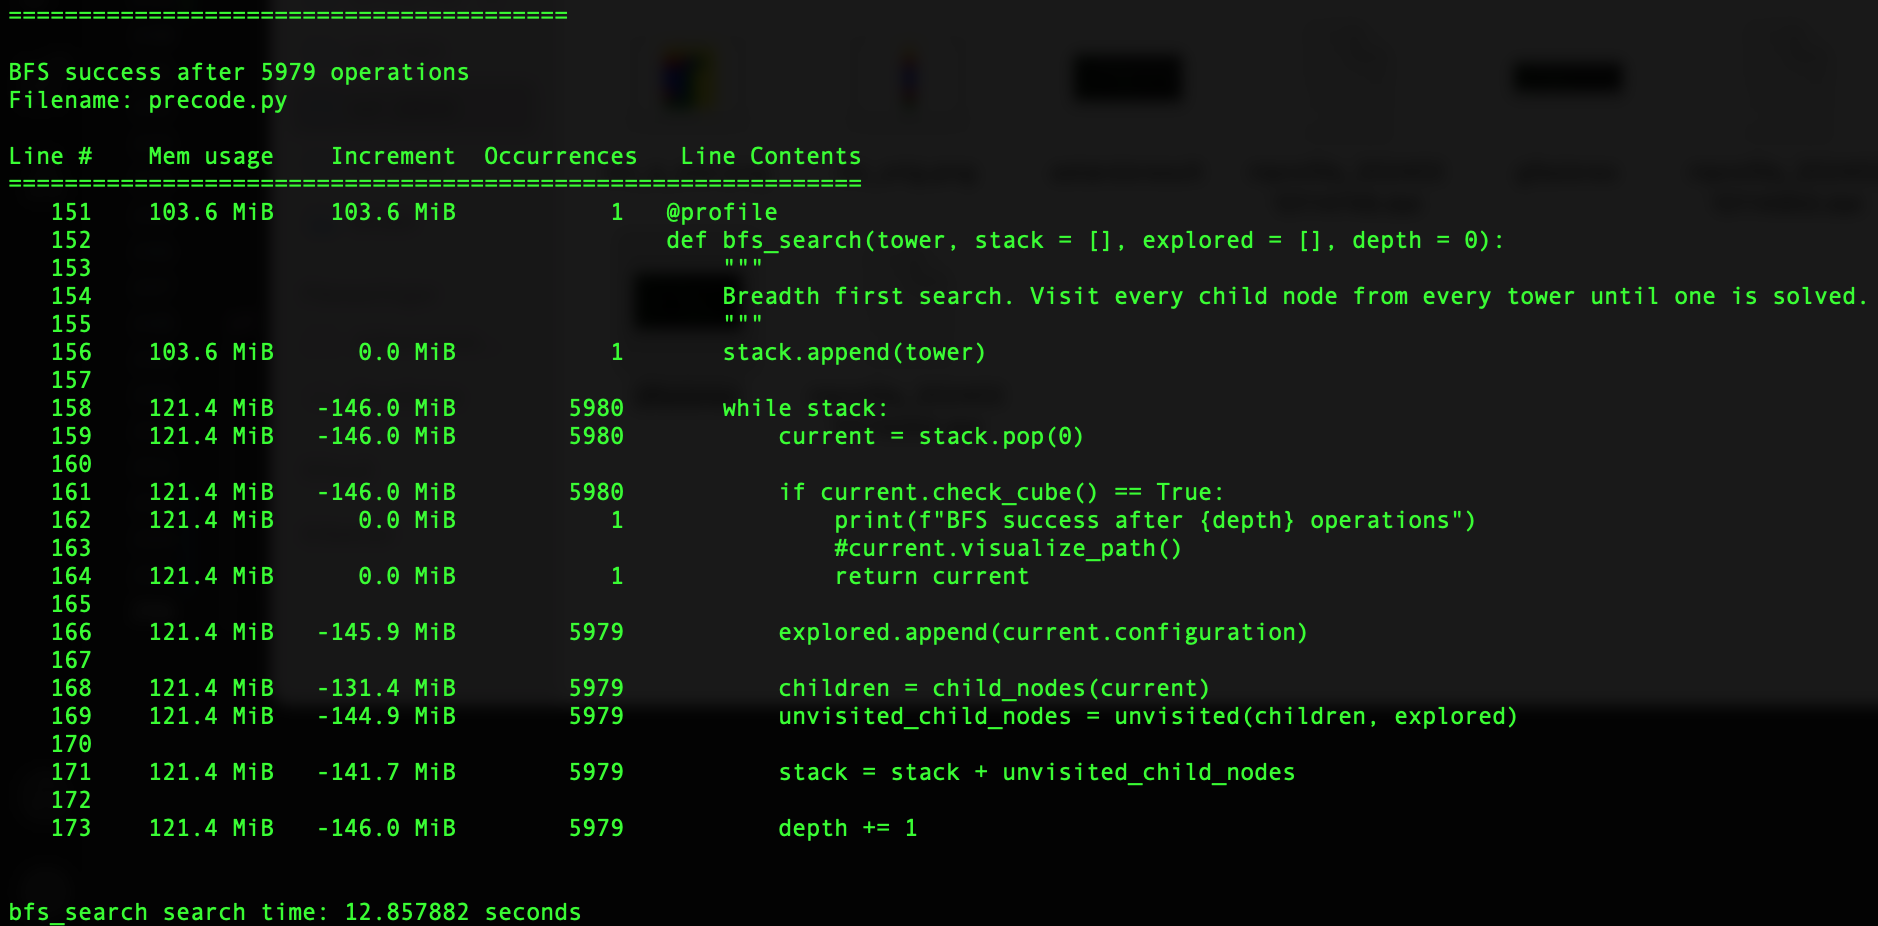 ========================================
BFS success after 5979 operations
Filename: precode.py
Line #    Mem usage    Increment  Occurrences   Line Contents
=============================================================
   151    103.6 MiB    103.6 MiB           1   @profile
   152                                         def bfs_search(tower, stack = [], explored = [], depth = 0):
   153                                             """
   154                                             Breadth first search. Visit every child node from every tower until one is solved.
   155                                             """
   156    103.6 MiB      0.0 MiB           1       stack.append(tower)
   157
   158    121.4 MiB   -146.0 MiB        5980       while stack:
   159    121.4 MiB   -146.0 MiB        5980           current = stack.pop(0)
   160
   161    121.4 MiB   -146.0 MiB        5980           if current.check_cube() == True:
   162    121.4 MiB      0.0 MiB           1               print(f"BFS success after {depth} operations")
   163                                                     #current.visualize_path()
   164    121.4 MiB      0.0 MiB           1               return current
   165
   166    121.4 MiB   -145.9 MiB        5979           explored.append(current.configuration)
   167
   168    121.4 MiB   -131.4 MiB        5979           children = child_nodes(current)
   169    121.4 MiB   -144.9 MiB        5979           unvisited_child_nodes = unvisited(children, explored)
   170
   171    121.4 MiB   -141.7 MiB        5979           stack = stack + unvisited_child_nodes
   172
   173    121.4 MiB   -146.0 MiB        5979           depth += 1
bfs_search search time: 12.857882 seconds